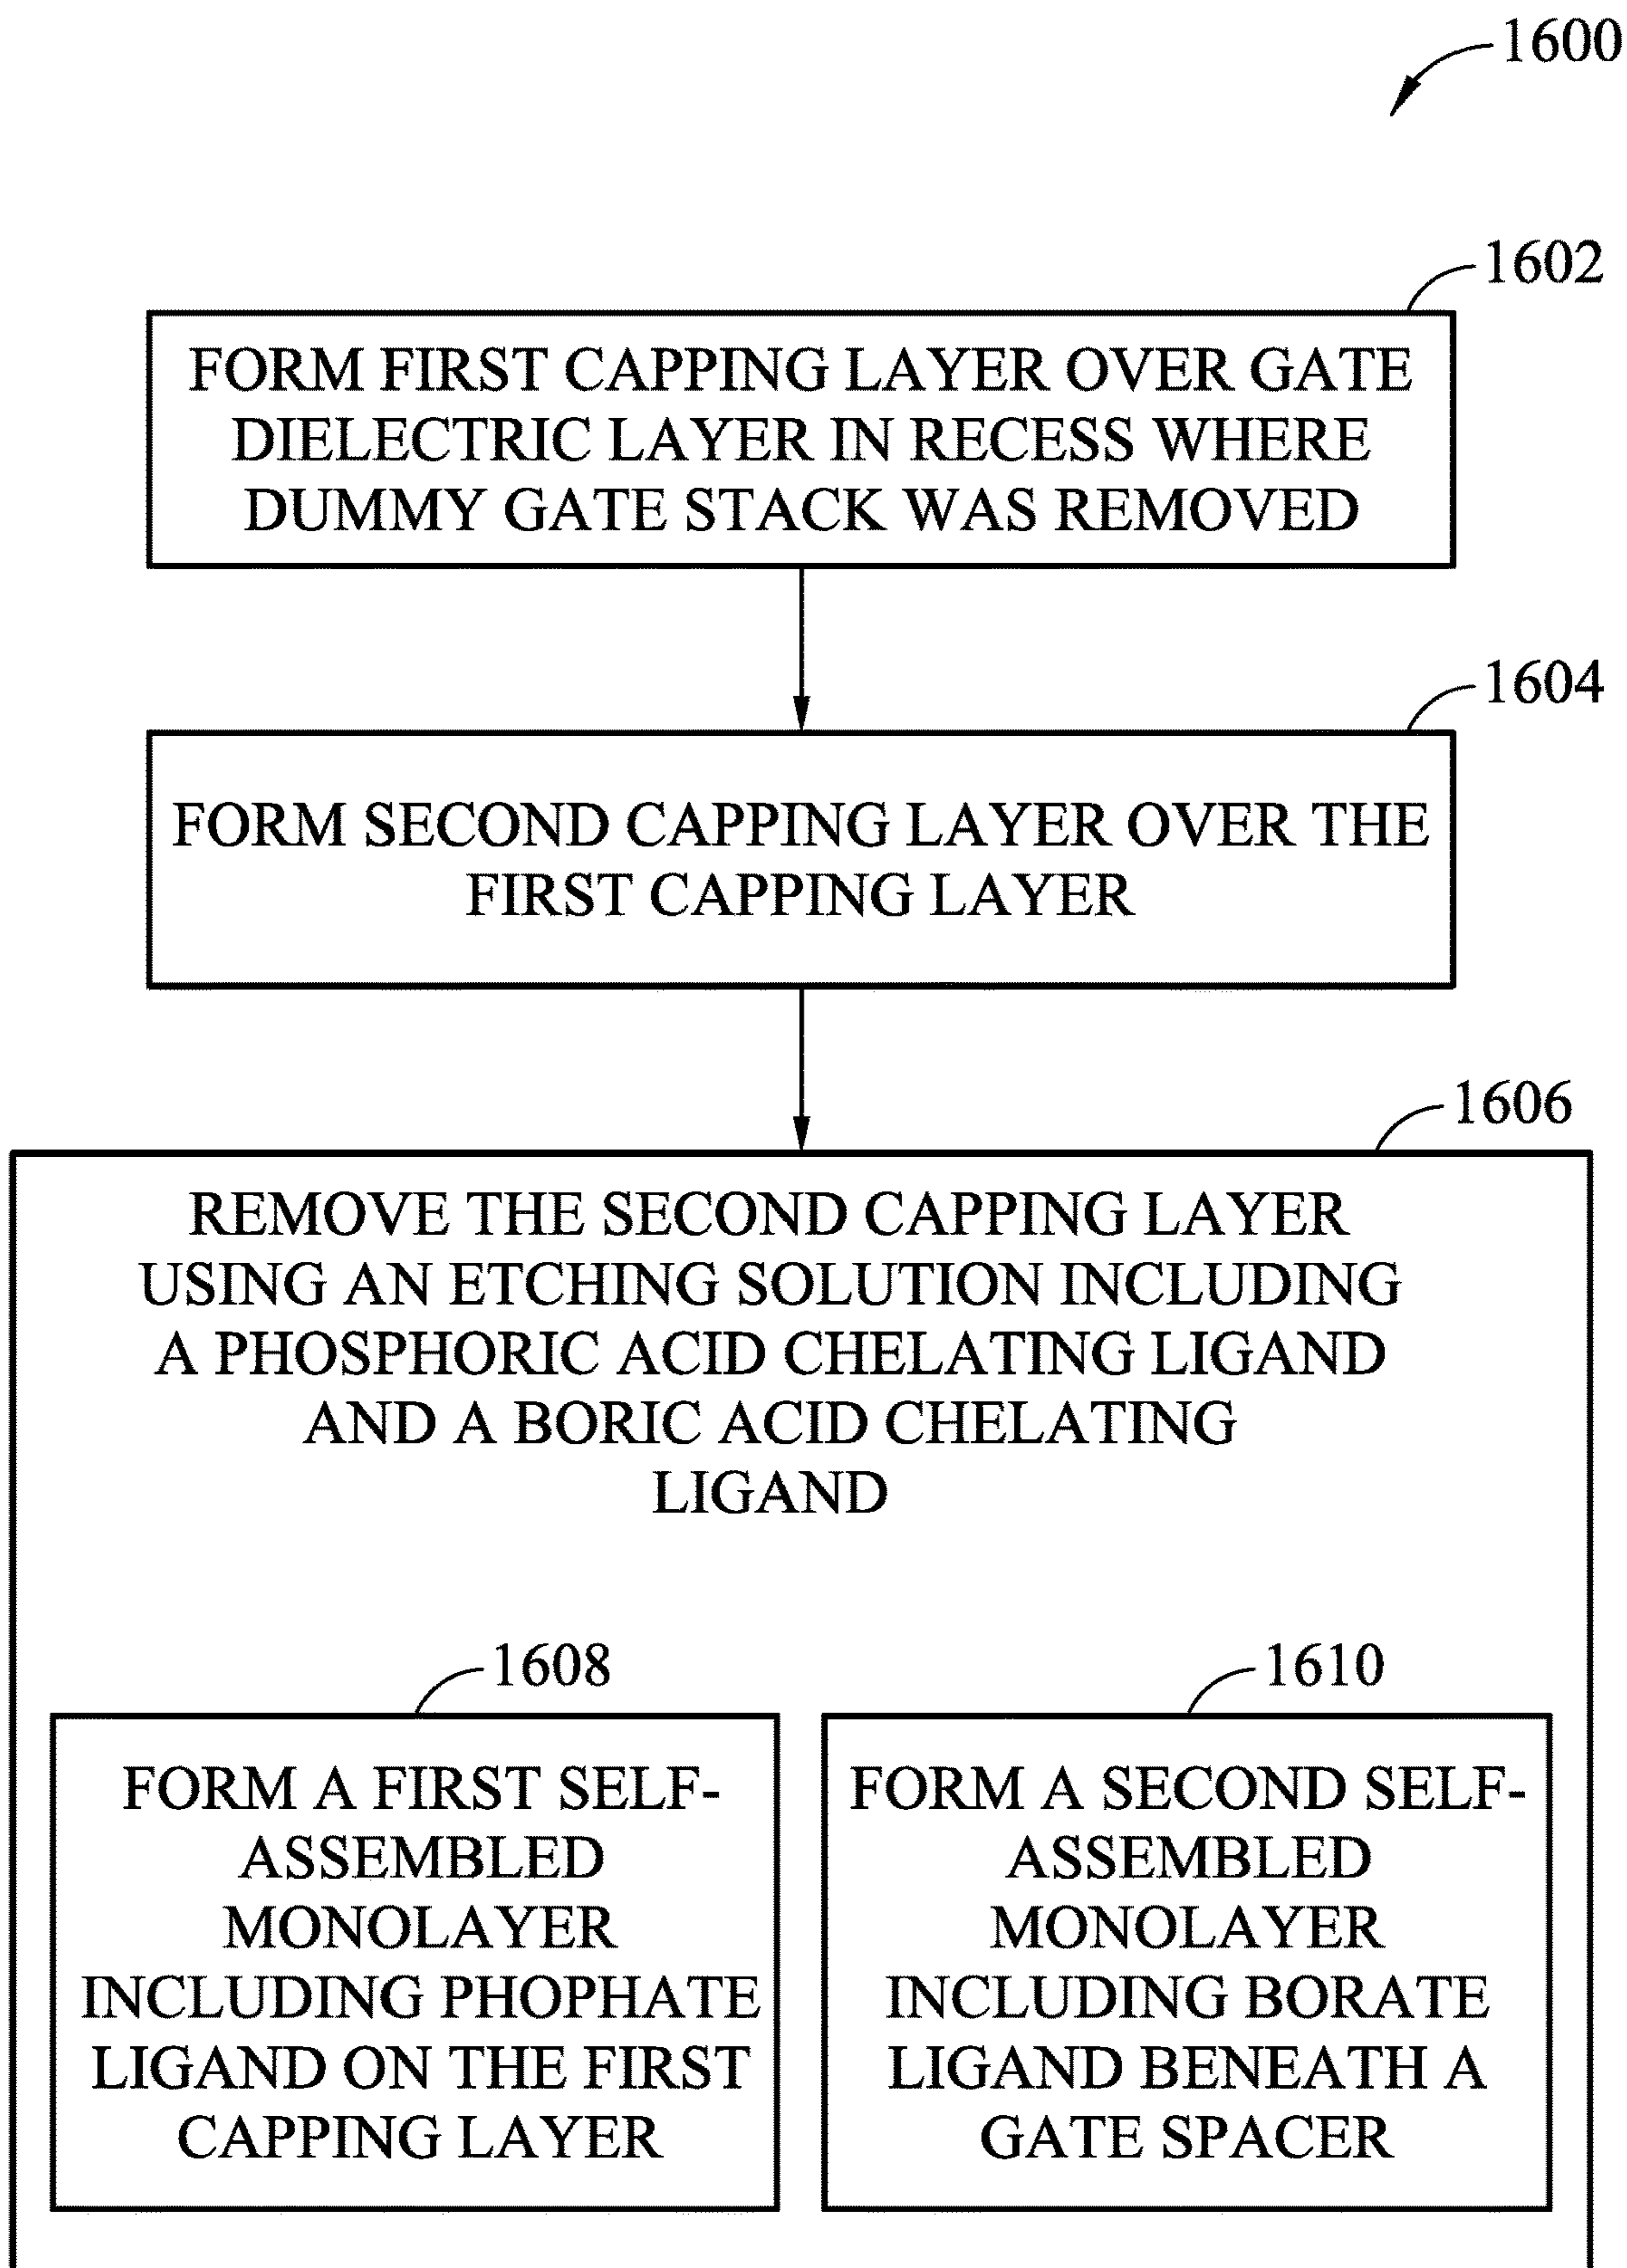 1600
1602
FORM FIRST CAPPING LAYER OVER GATE
DIELECTRIC LAYER IN RECESS WHERE
DUMMY GATE STACK WAS REMOVED
1604
FORM SECOND CAPPING LAYER OVER THE
FIRST CAPPING LAYER
1606
REMOVE THE SECOND CAPPING LAYER
USING AN ETCHING SOLUTION INCLUDING
A PHOSPHORIC ACID CHELATING LIGAND
AND A BORIC ACID CHELATING
LIGAND
1608
FORM A FIRST SELF-
ASSEMBLED
MONOLAYER
INCLUDING PHOPHATE
LIGAND ON THE FIRST
CAPPING LAYER
1610
FORM A SECOND SELF-
ASSEMBLED
MONOLAYER
INCLUDING BORATE
LIGAND BENEATH A
GATE SPACER